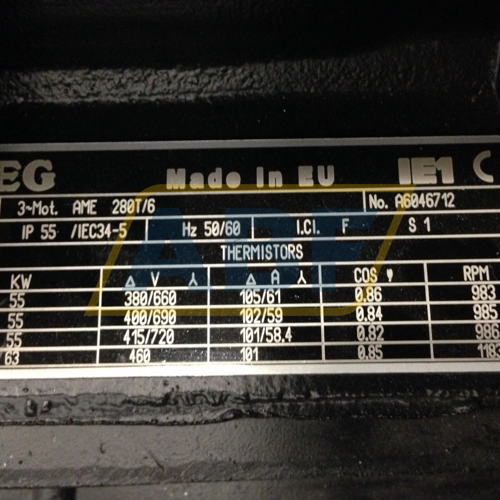 EG Made in EU IE1 C
3~Mot. AME 280T/6 No. A6046712
IP 55 /IEC34-5 Hz 50/60 I.Cl. F S 1
THERMISTORS
KW Δ V ⅄ Δ A ⅄ COS φ RPM
55 380/660 105/61 0.86 983
55 400/690 102/59 0.84 985
55 415/720 101/58.4 0.82
63 460 101 0.85 118
ABF